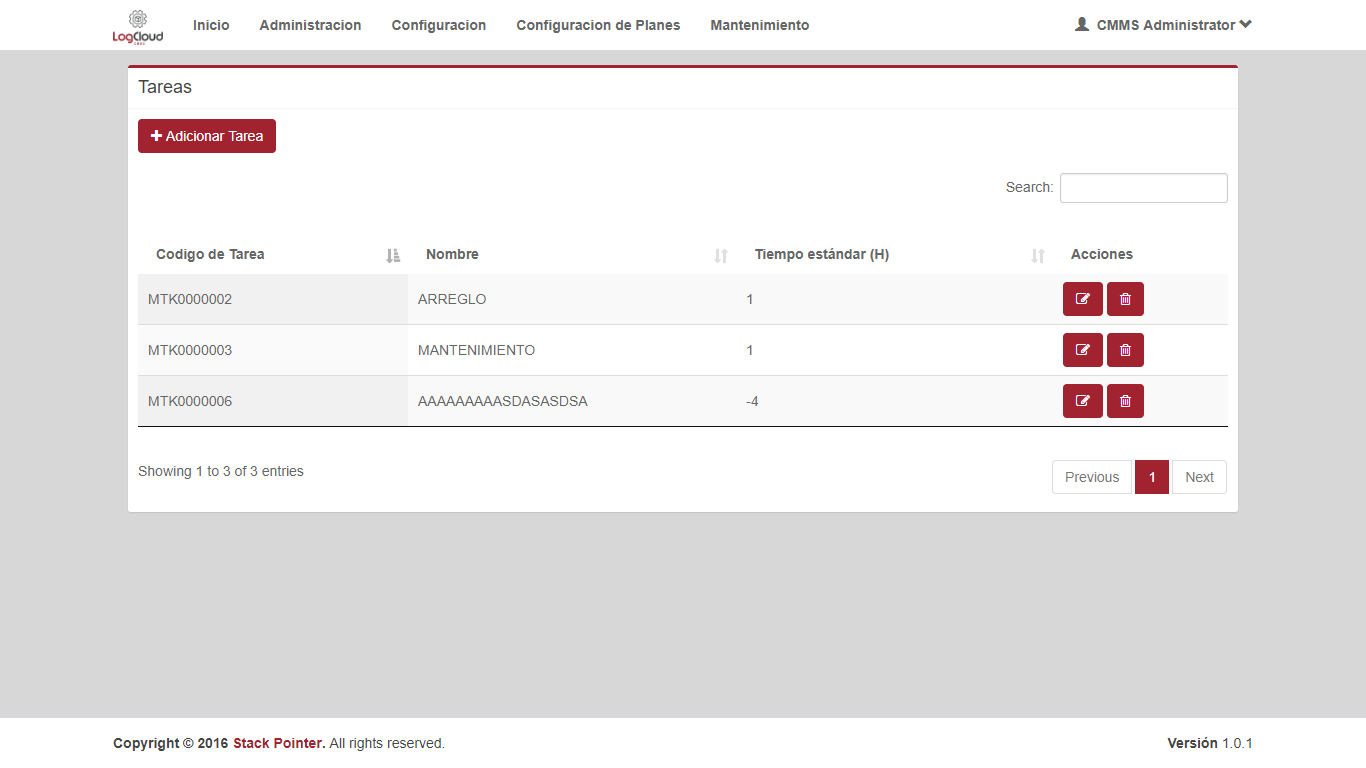 LogCloud
CMMS
Inicio Administracion Configuracion Configuracion de Planes Mantenimiento CMMS Administrator
Tareas
Adicionar Tarea
Search:
Codigo de Tarea Nombre Tiempo estándar (H) Acciones
MTK0000002 ARREGLO 1
MTK0000003 MANTENIMIENTO 1
MTK0000006 AAAAAAAAASDASASDSA -4
Showing 1 to 3 of 3 entries Previous 1 Next
Copyright © 2016 Stack Pointer. All rights reserved. Versión 1.0.1